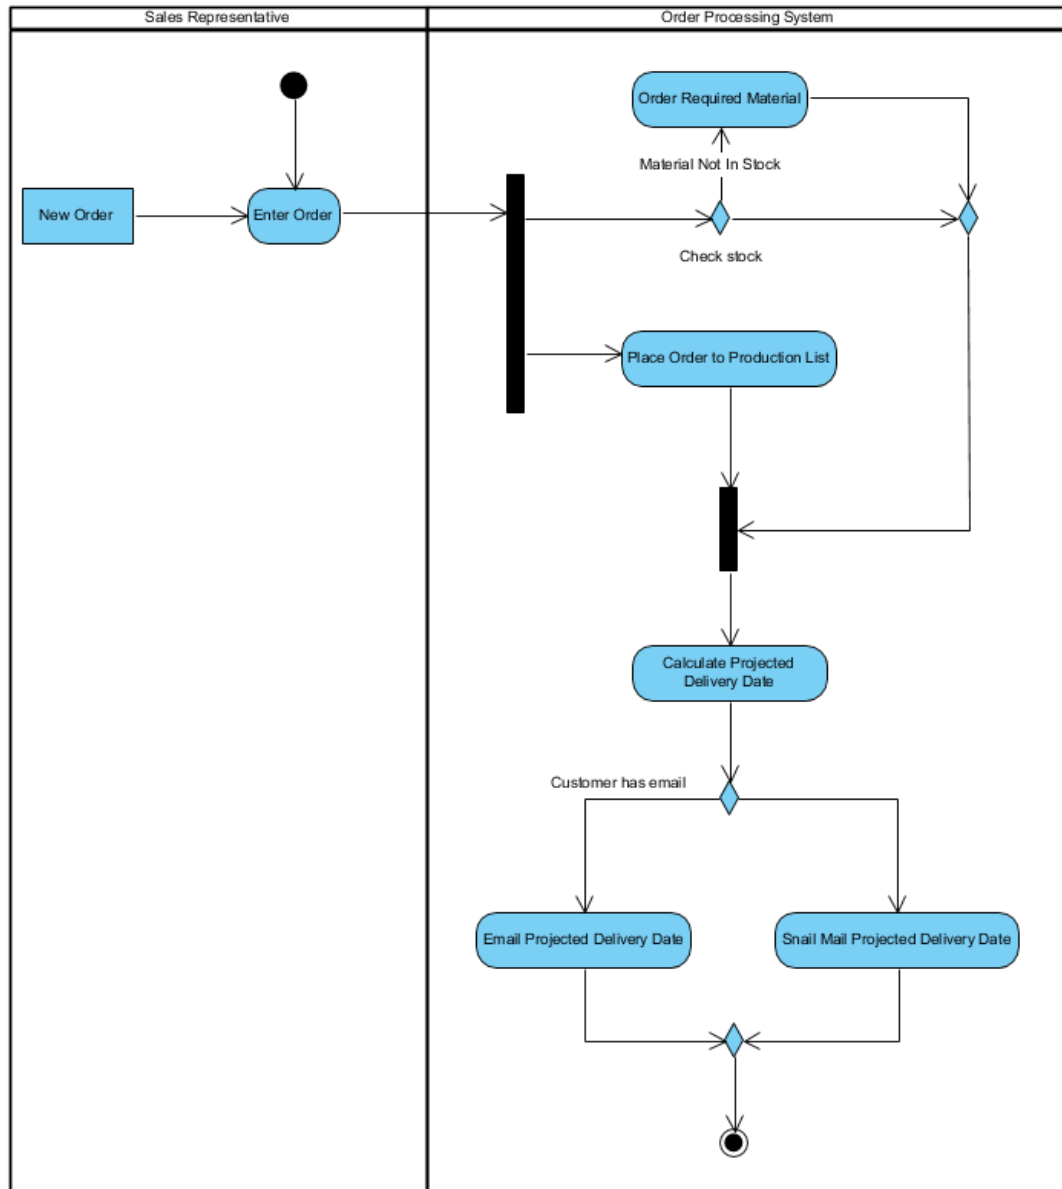 Sales Representative
Order Processing System
Order Required Material
Material Not In Stock
New Order
Enter Order
Check stock
Place Order to Production List
Calculate Projected
Delivery Date
Customer has email
Email Projected Delivery Date
Snail Mail Projected Delivery Date